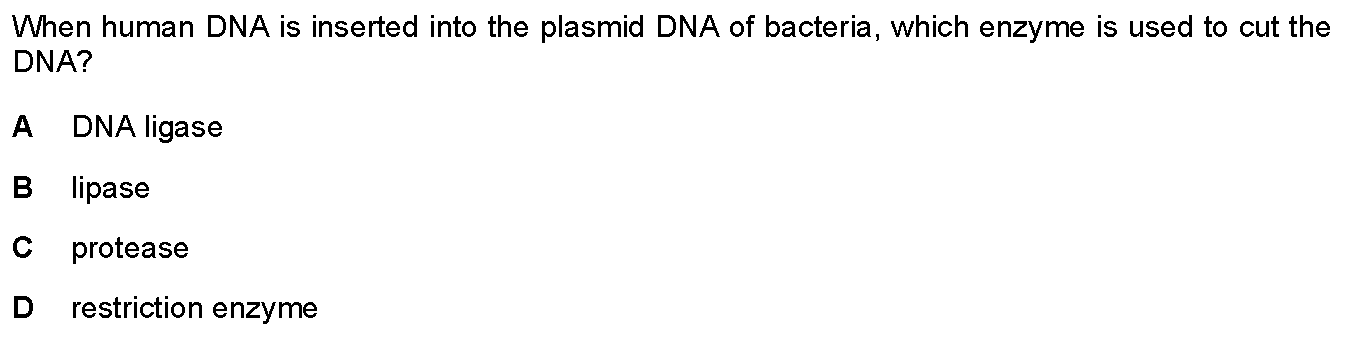 When human DNA is inserted into the plasmid DNA of bacteria, which enzyme is used to cut the
DNA?
A DNA ligase
B lipase
C protease
D restriction enzyme